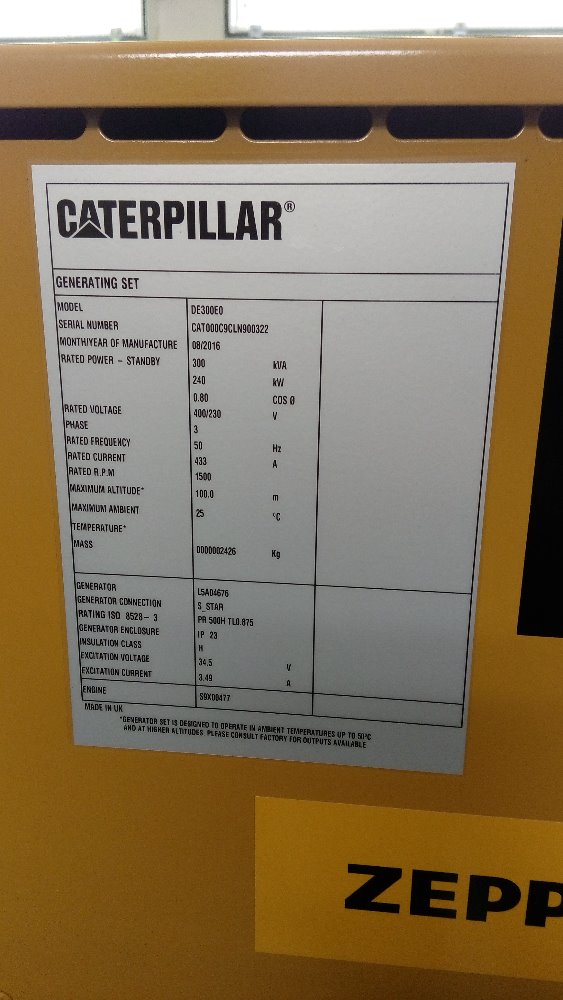 CATERPILLAR®
GENERATING SET
MODEL DE300E0
SERIAL NUMBER CAT000C9CLN900322
MONTH/YEAR OF MANUFACTURE 08/2016
RATED POWER - STANDBY 300 kVA
240 kW
0.80 COS Ø
RATED VOLTAGE 400/230 V
PHASE 3
RATED FREQUENCY 50 Hz
RATED CURRENT 433 A
RATED R.P.M 1500
MAXIMUM ALTITUDE* 100.0 m
MAXIMUM AMBIENT 25 °C
TEMPERATURE*
MASS 0000002426 Kg
GENERATOR LSA04676
GENERATOR CONNECTION S_STAR
RATING ISO 8528 - 3 PR 500H TL0.875
GENERATOR ENCLOSURE IP 23
INSULATION CLASS H
EXCITATION VOLTAGE 34.5 V
EXCITATION CURRENT 3.49 A
ENGINE S9X00477
MADE IN UK
*GENERATOR SET IS DESIGNED TO OPERATE IN AMBIENT TEMPERATURES UP TO 50°C
AND AT HIGHER ALTITUDES. PLEASE CONSULT FACTORY FOR OUTPUTS AVAILABLE
ZEPP